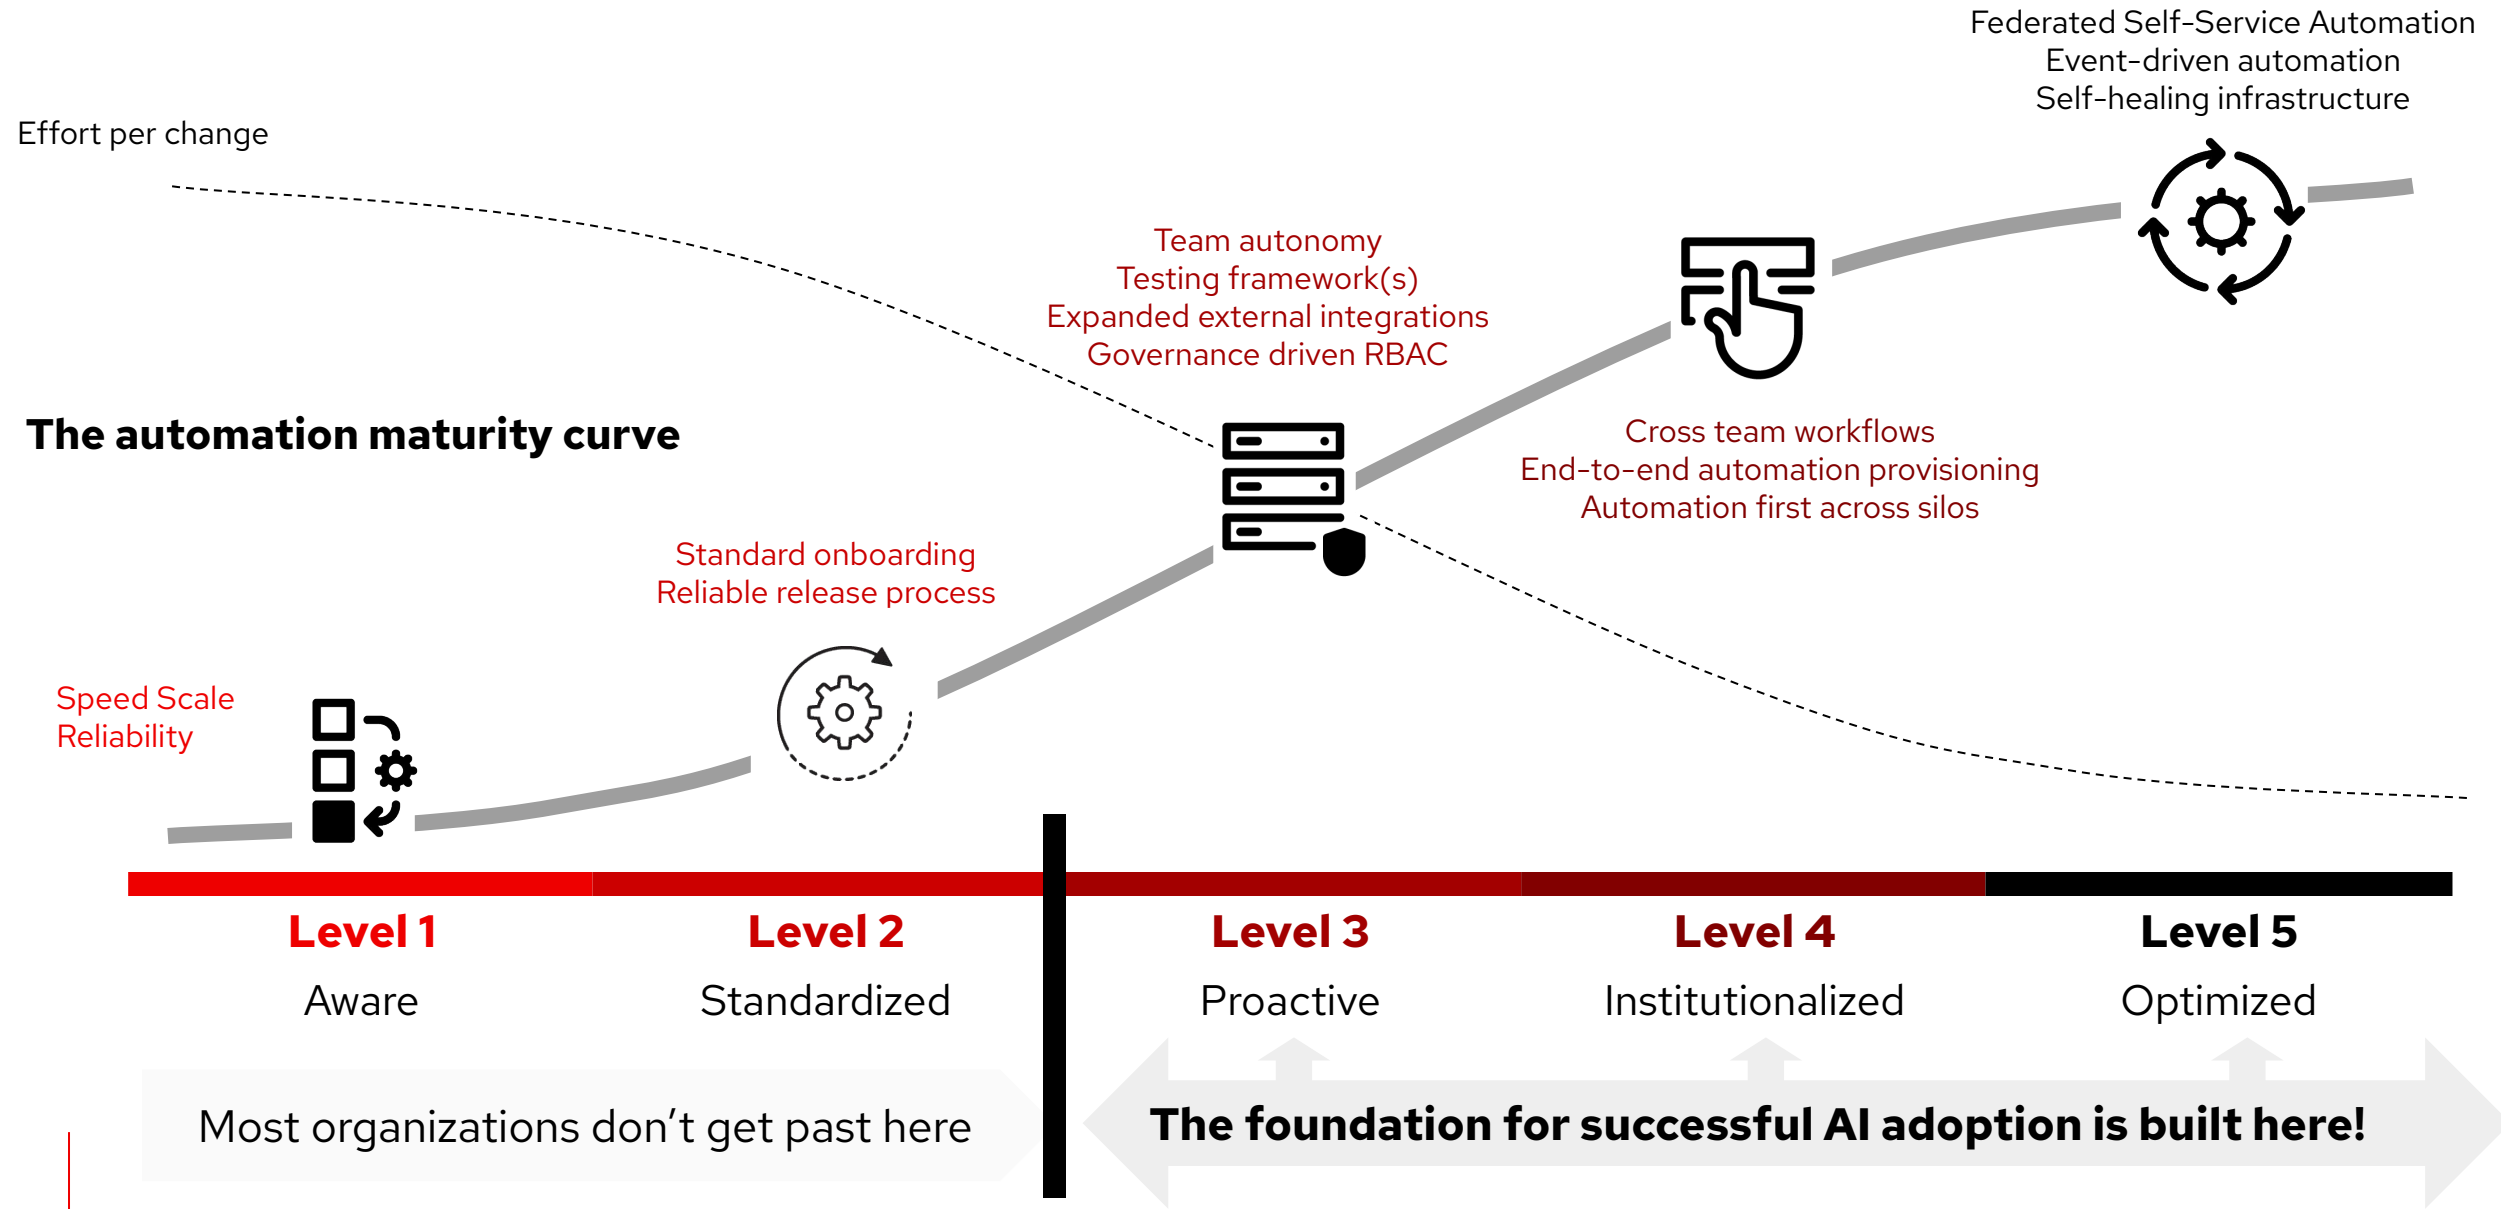 Federated Self-Service Automation
Event-driven automation
Self-healing infrastructure
Effort per change
Team autonomy
Testing framework(s)
Expanded external integrations
Governance driven RBAC
The automation maturity curve
Cross team workflows
End-to-end automation provisioning
Automation first across silos
Standard onboarding
Reliable release process
Speed Scale
Reliability
Level 1
Level 2
Level 3
Level 4
Level 5
Aware
Standardized
Proactive
Institutionalized
Optimized
Most organizations don’t get past here
The foundation for successful AI adoption is built here!